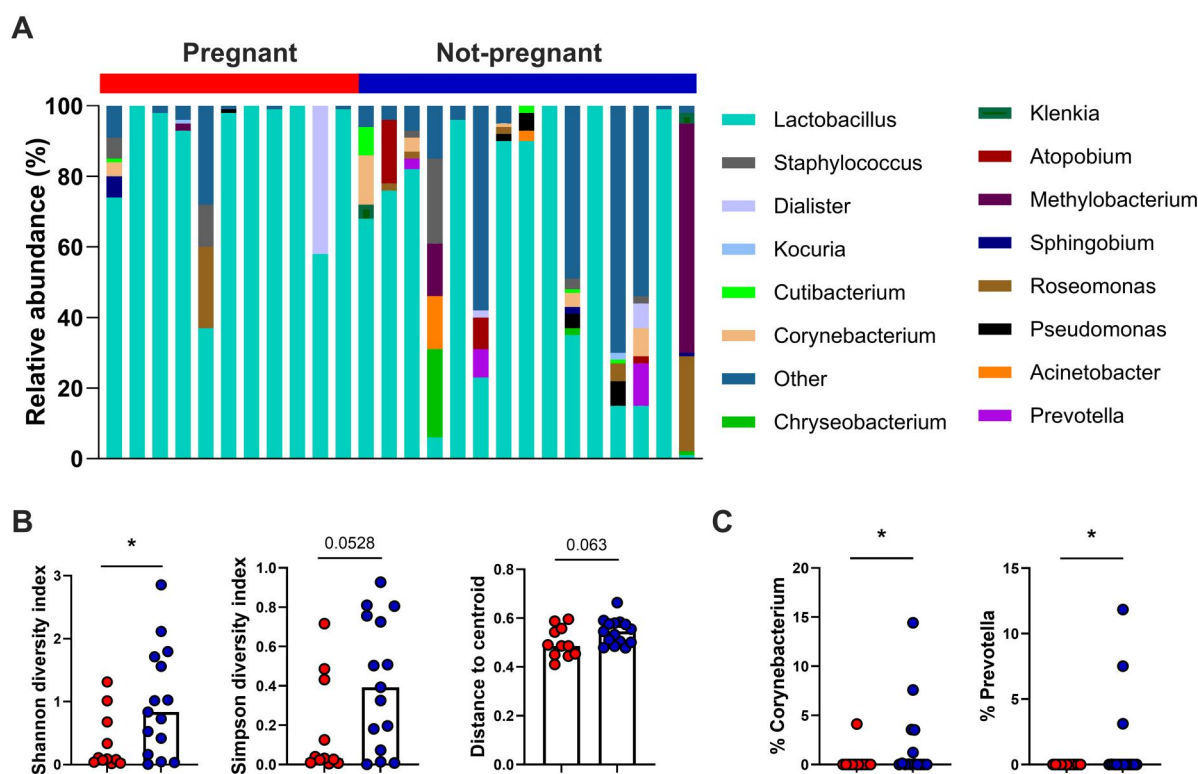 A
Pregnant
Not-pregnant
Relative abundance (%)
100
80
60
40
20
0
Lactobacillus
Staphylococcus
Dialister
Kocuria
Cutibacterium
Corynebacterium
Other
Chryseobacterium
Klenkia
Atopobium
Methylobacterium
Sphingobium
Roseomonas
Pseudomonas
Acinetobacter
Prevotella
B
Shannon diversity index
3
2
1
0
*
Simpson diversity index
1.0
0.8
0.6
0.4
0.2
0.0
0.0528
Distance to centroid
0.8
0.6
0.4
0.2
0.0
0.063
C
% Corynebacterium
20
15
10
5
0
*
% Prevotella
15
10
5
0
*